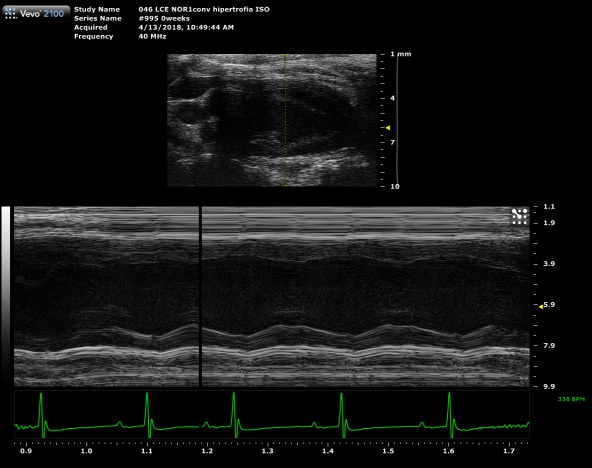 Vevo 2100
Study Name 046 LCE NOR1conv hipertrofia ISO
Series Name #995 0weeks
Acquired 4/13/2018, 10:49:44 AM
Frequency 40 MHz
1 mm
4
7
10
1.1
1.9
3.9
5.9
7.9
9.9
338 BPM
0.9 1.0 1.1 1.2 1.3 1.4 1.5 1.6 1.7